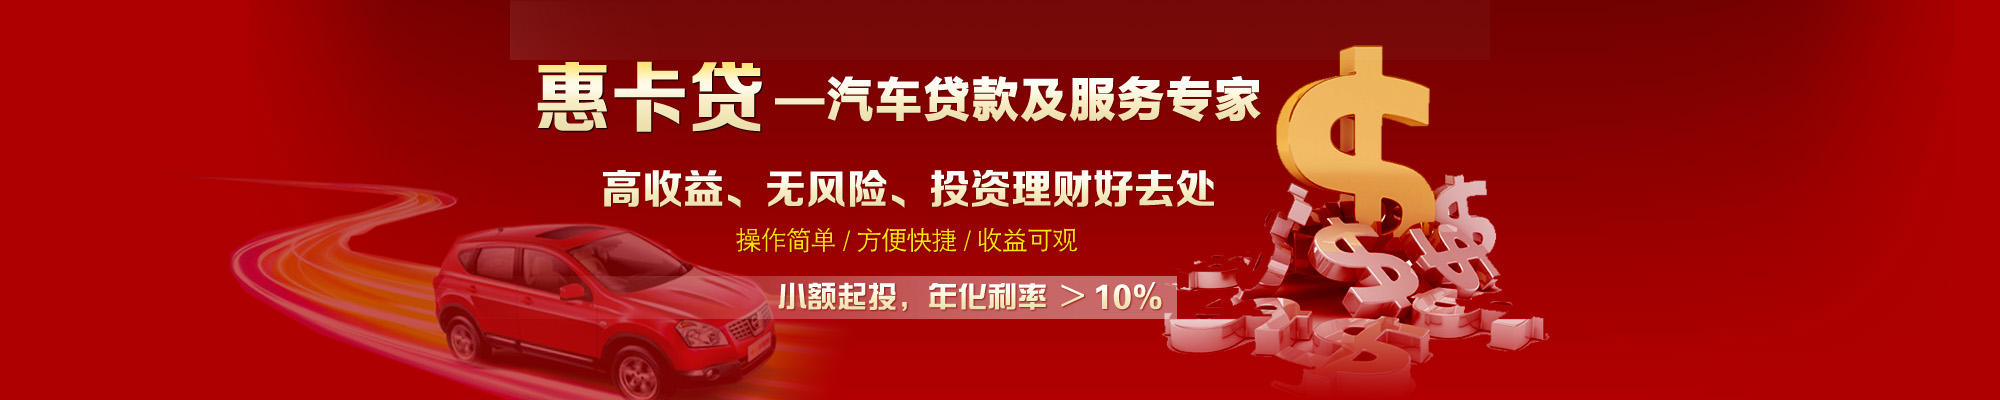 惠卡贷—汽车贷款及服务专家
高收益、无风险、投资理财好去处
操作简单 / 方便快捷 / 收益可观
小额起投，年化利率 > 10%